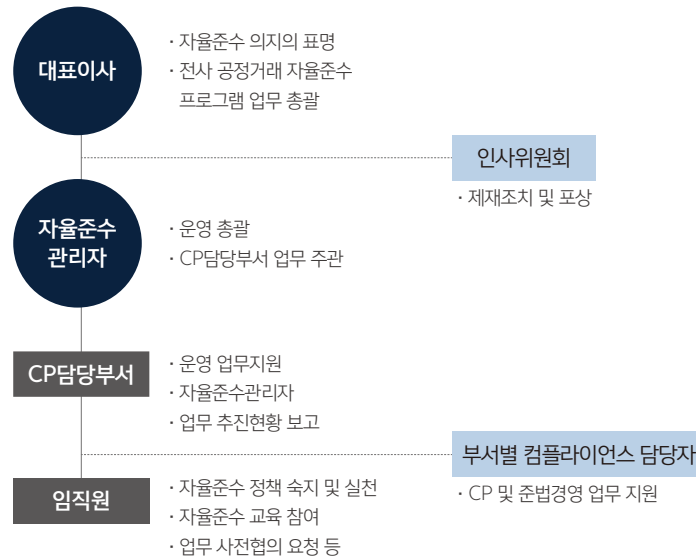 대표이사
· 자율준수 의지의 표명
· 전사 공정거래 자율준수
프로그램 업무 총괄
인사위원회
· 제재조치 및 포상
자율준수
관리자
· 운영 총괄
· CP담당부서 업무 주관
CP담당부서
· 운영 업무지원
· 자율준수관리자
· 업무 추진현황 보고
부서별 컴플라이언스 담당자
· CP 및 준법경영 업무 지원
임직원
· 자율준수 정책 숙지 및 실천
· 자율준수 교육 참여
· 업무 사전협의 요청 등